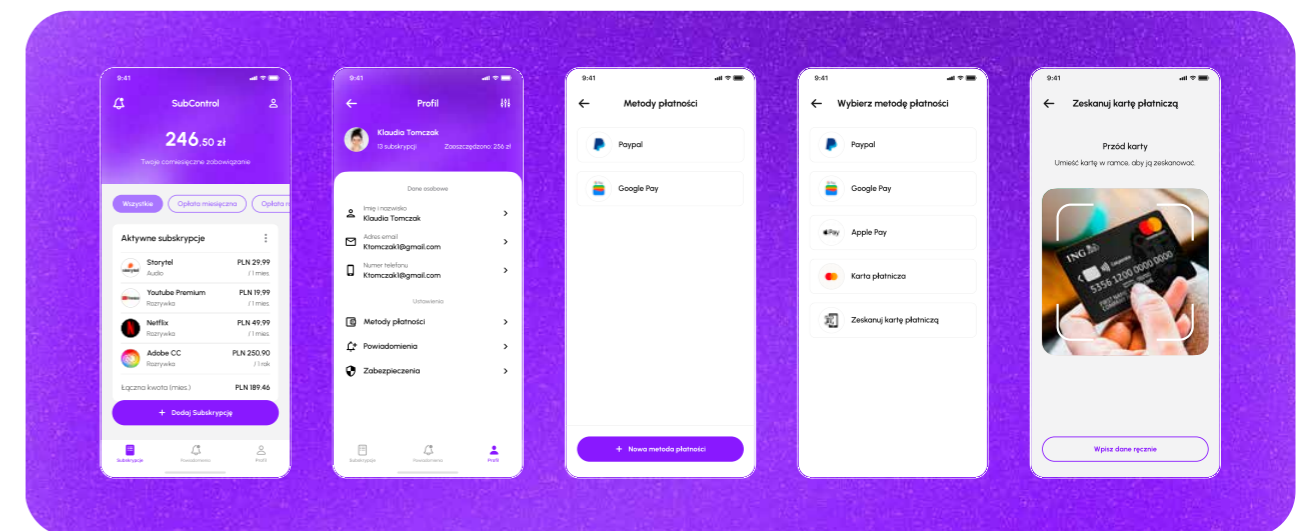 9:41
SubControl
246,50 zł
Twoje comiesięczne zobowiązanie
Wszystkie
Opłata miesięczna
Opłata
Aktywne subskrypcje
Storytel
PLN 29.99
Audio
/ 1 mies
Youtube Premium
PLN 19,99
Rozrywka
/ 1 mies
Netflix
PLN 49,99
Rozrywka
/ 1 mies
Adobe CC
PLN 250,90
Rozrywka
/ 1 rok
Łączna kwota (mies.)
PLN 189.46
+ Dodaj Subskrypcję
Subskrypcje
Powiadomienia
Profil
9:41
Profil
Klaudia Tomczak
13 subskrypcji
Zaoszczędzono: 256 zł
Dane osobowe
Imię i nazwisko
Klaudia Tomczak
Adres email
Ktomczak1@gmail.com
Numer telefonu
Ktomczak1@gmail.com
Ustawienia
Metody płatności
Powiadomienia
Zabezpieczenia
Subskrypcje
Powiadomienia
Profil
9:41
Metody płatności
Paypal
Google Pay
+ Nowa metoda płatności
9:41
Wybierz metodę płatności
Paypal
Google Pay
Pay
Apple Pay
Karta płatnicza
Zeskanuj kartę płatniczą
9:41
Zeskanuj kartę płatniczą
Przód karty
Umieść kartę w ramce, aby ją zeskanować.
ING
5356 1200 0000 0000
Wpisz dane ręcznie